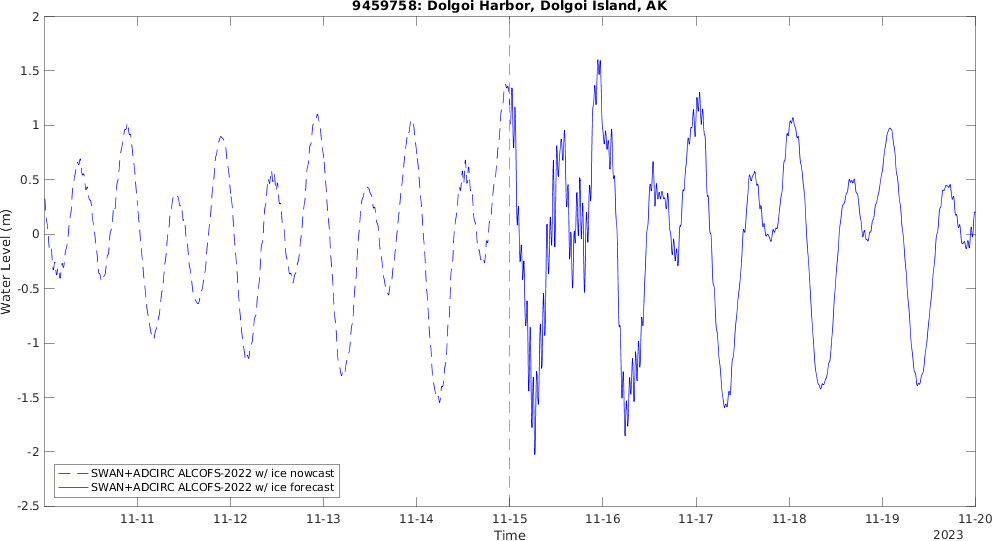 9459758: Dolgoi Harbor, Dolgoi Island, AK
2
1.5
1
0.5
0
-0.5
-1
-1.5
-2
-2.5
Water Level (m)
SWAN+ADCIRC ALCOFS-2022 w/ ice nowcast
SWAN+ADCIRC ALCOFS-2022 w/ ice forecast
11-11 11-12 11-13 11-14 11-15 11-16 11-17 11-18 11-19 11-20
Time
2023